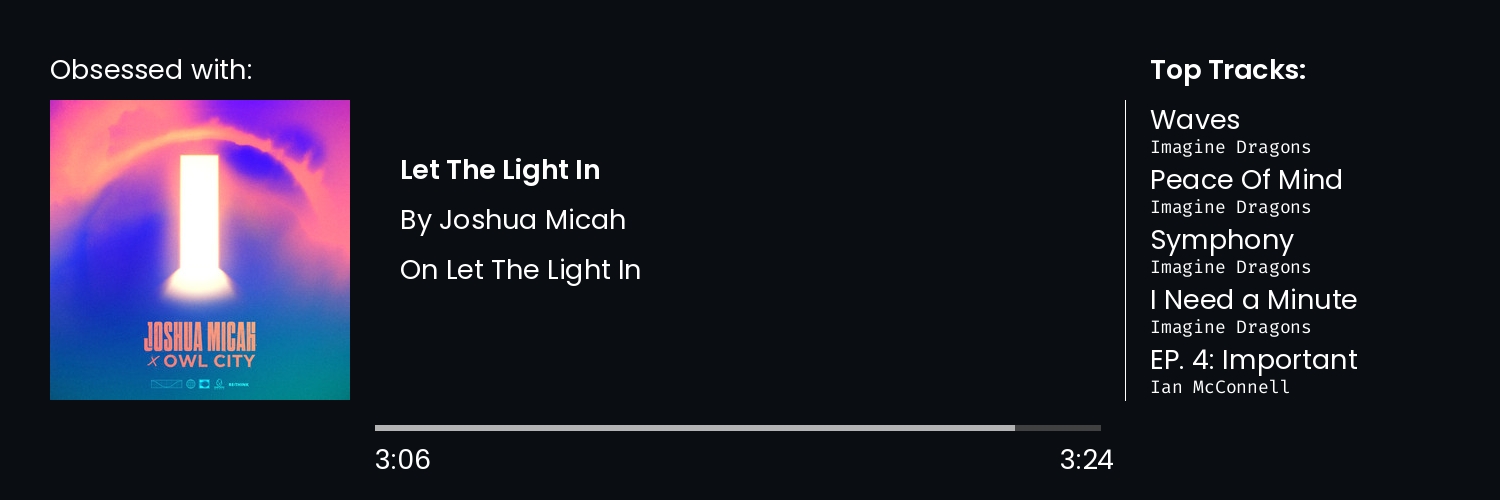 Obsessed with:
JOSHUA MICAH
X OWL CITY
RE:THINK
Let The Light In
By Joshua Micah
On Let The Light In
3:06
3:24
Top Tracks:
Waves
Imagine Dragons
Peace Of Mind
Imagine Dragons
Symphony
Imagine Dragons
I Need a Minute
Imagine Dragons
EP. 4: Important
Ian McConnell